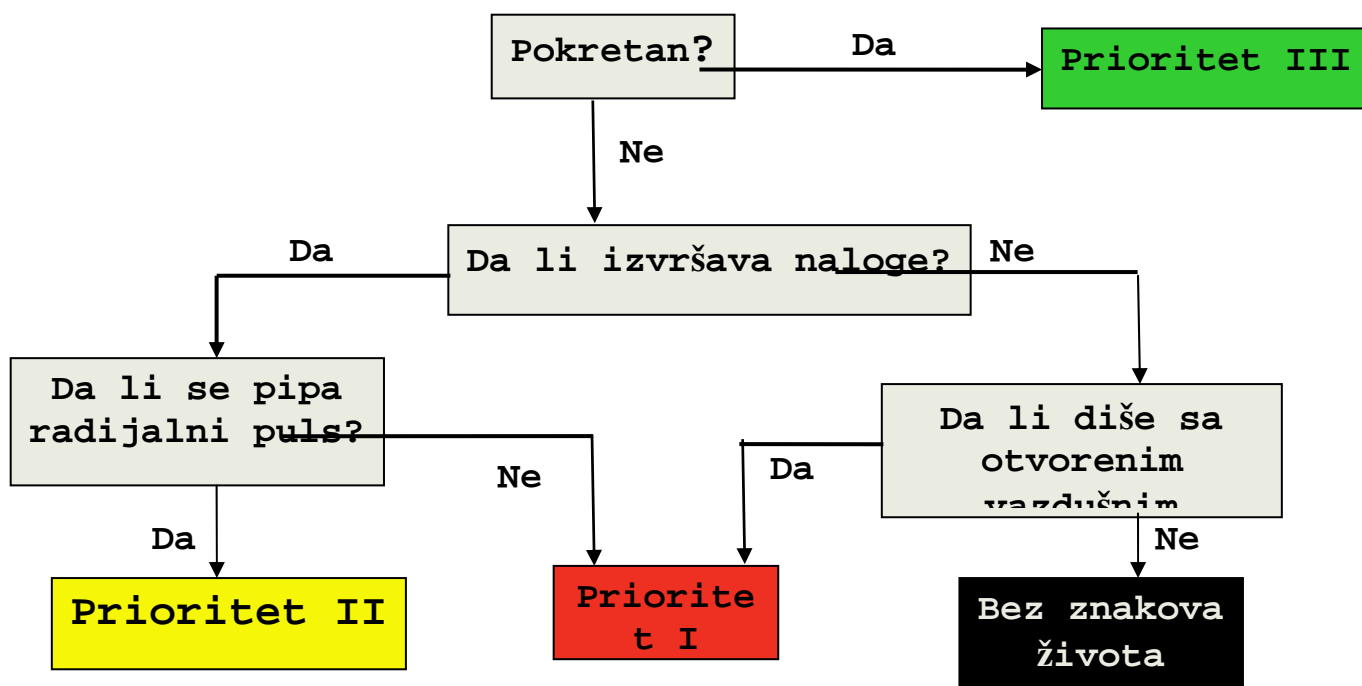 Pokretan?
Da
Prioritet III
Ne
Da
Da li izvršava naloge?
Ne
Da li se pipa
radijalni puls?
Ne
Da
Da li diše sa
otvorenim
vazdušnim
Da
Ne
Prioritet II
Priorite
t I
Bez znakova
života